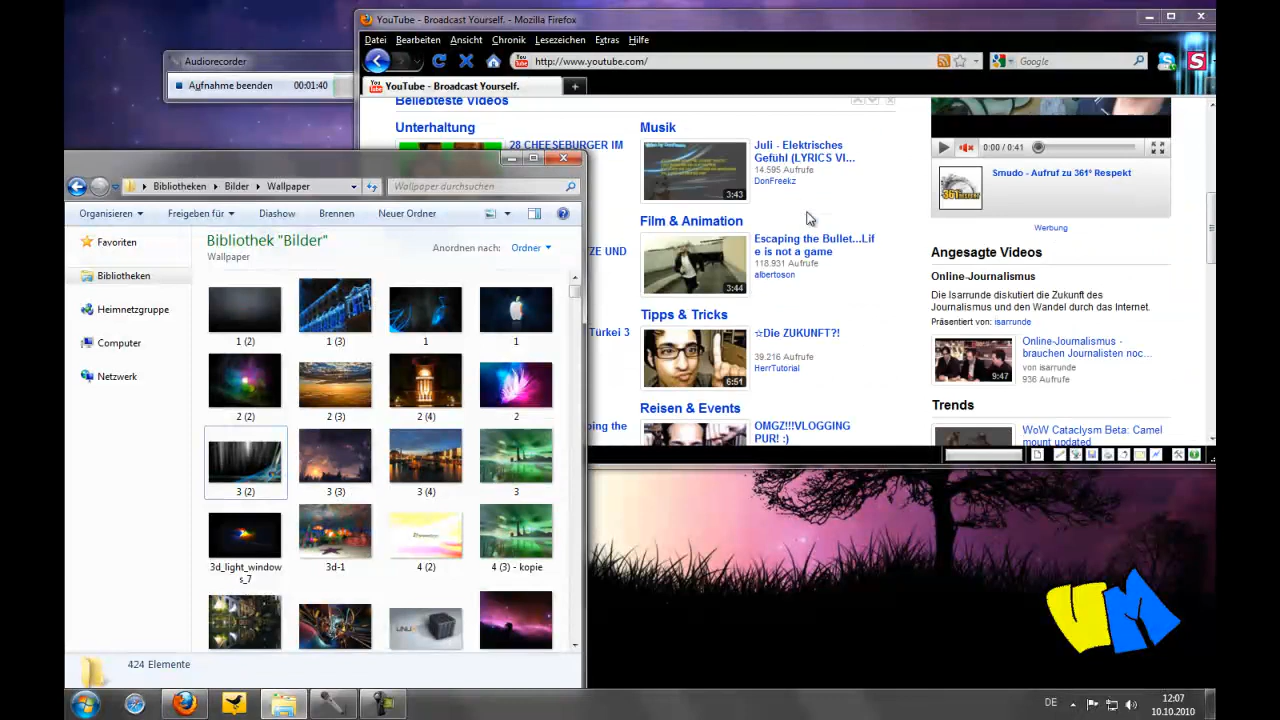 YouTube - Broadcast Yourself. - Mozilla Firefox
Datei Bearbeiten Ansicht Chronik Lesezeichen Extras Hilfe
http://www.youtube.com/
Google
YouTube - Broadcast Yourself.
Audiorecorder
Aufnahme beenden 00:01:40
Beliebteste Videos
Unterhaltung
28 CHEESEBURGER IM
TZE UND
Türkei 3
ing the
Musik
3:43
Julí - Elektrisches
Gefühl (LYRICS VI...
14.595 Aufrufe
DonFreekz
Film & Animation
3:44
Escaping the Bullet...Lif
e is not a game
118.931 Aufrufe
albertoson
Tipps & Tricks
6:51
☆Die ZUKUNFT?!
39.216 Aufrufe
HerrTutorial
Reisen & Events
OMGZ!!!VLOGGING
PUR! :)
0:00 / 0:41
361°
Smudo - Aufruf zu 361° Respekt
Werbung
Angesagte Videos
Online-Journalismus
Die Isarrunde diskutiert die Zukunft des
Journalismus und den Wandel durch das Internet.
Präsentiert von: isarrunde
9:47
Online-Journalismus -
brauchen Journalisten noc...
von isarrunde
936 Aufrufe
Trends
WoW Cataclysm Beta: Camel
mount updated
Bibliotheken Bilder Wallpaper
Wallpaper durchsuchen
Organisieren Freigeben für Diashow Brennen Neuer Ordner
Favoriten
Bibliotheken
Heimnetzgruppe
Computer
Netzwerk
Bibliothek "Bilder"
Wallpaper
Anordnen nach: Ordner
1 (2) 1 (3) 1 1
2 (2) 2 (3) 2 (4) 2
3 (2) 3 (3) 3 (4) 3
3d_light_window 3d-1 4 (2) 4 (3) - kopie
s_7
424 Elemente
UM
DE
12:07
10.10.2010